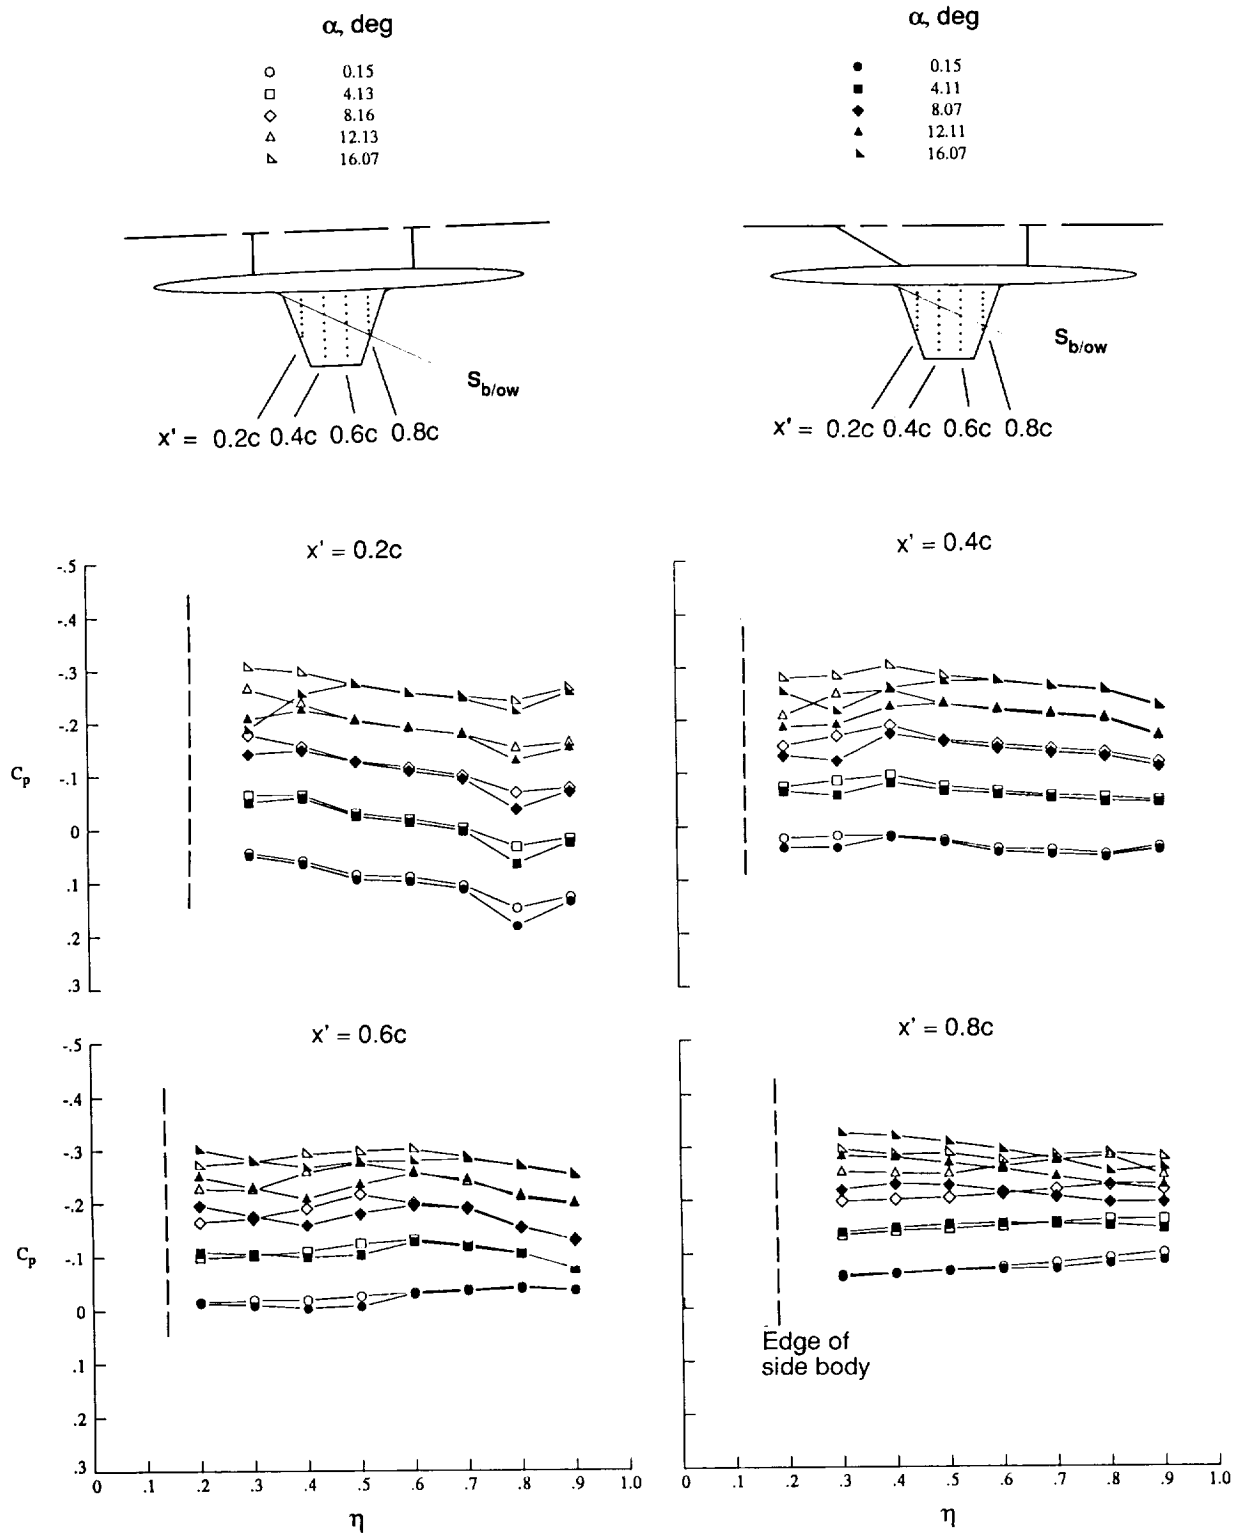 α, deg
0.15
4.13
8.16
12.13
16.07
α, deg
0.15
4.11
8.07
12.11
16.07
S_b/ow
x' = 0.2c 0.4c 0.6c 0.8c
S_b/ow
x' = 0.2c 0.4c 0.6c 0.8c
x' = 0.2c
-.5
-.4
-.3
-.2
-.1
0
.1
.2
.3
C_p
x' = 0.4c
x' = 0.6c
-.5
-.4
-.3
-.2
-.1
0
.1
.2
.3
C_p
0 .1 .2 .3 .4 .5 .6 .7 .8 .9 1.0
η
x' = 0.8c
Edge of
side body
0 .1 .2 .3 .4 .5 .6 .7 .8 .9 1.0
η